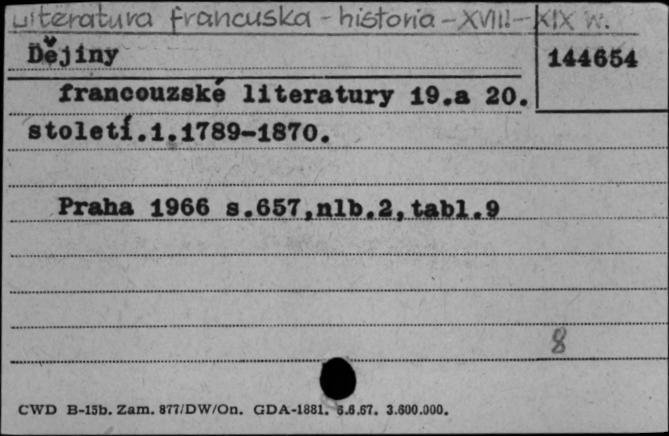 Literatura francuska - historia - XVIII - XIX w.
Dějiny
144654
francouzské literatury 19.a 20.
století.1.1789-1870.
Praha 1966 s.657,nlb.2,tabl.9
8
CWD B-15b. Zam. 877/DW/On. GDA-1881. 6.6.67. 3.600.000.